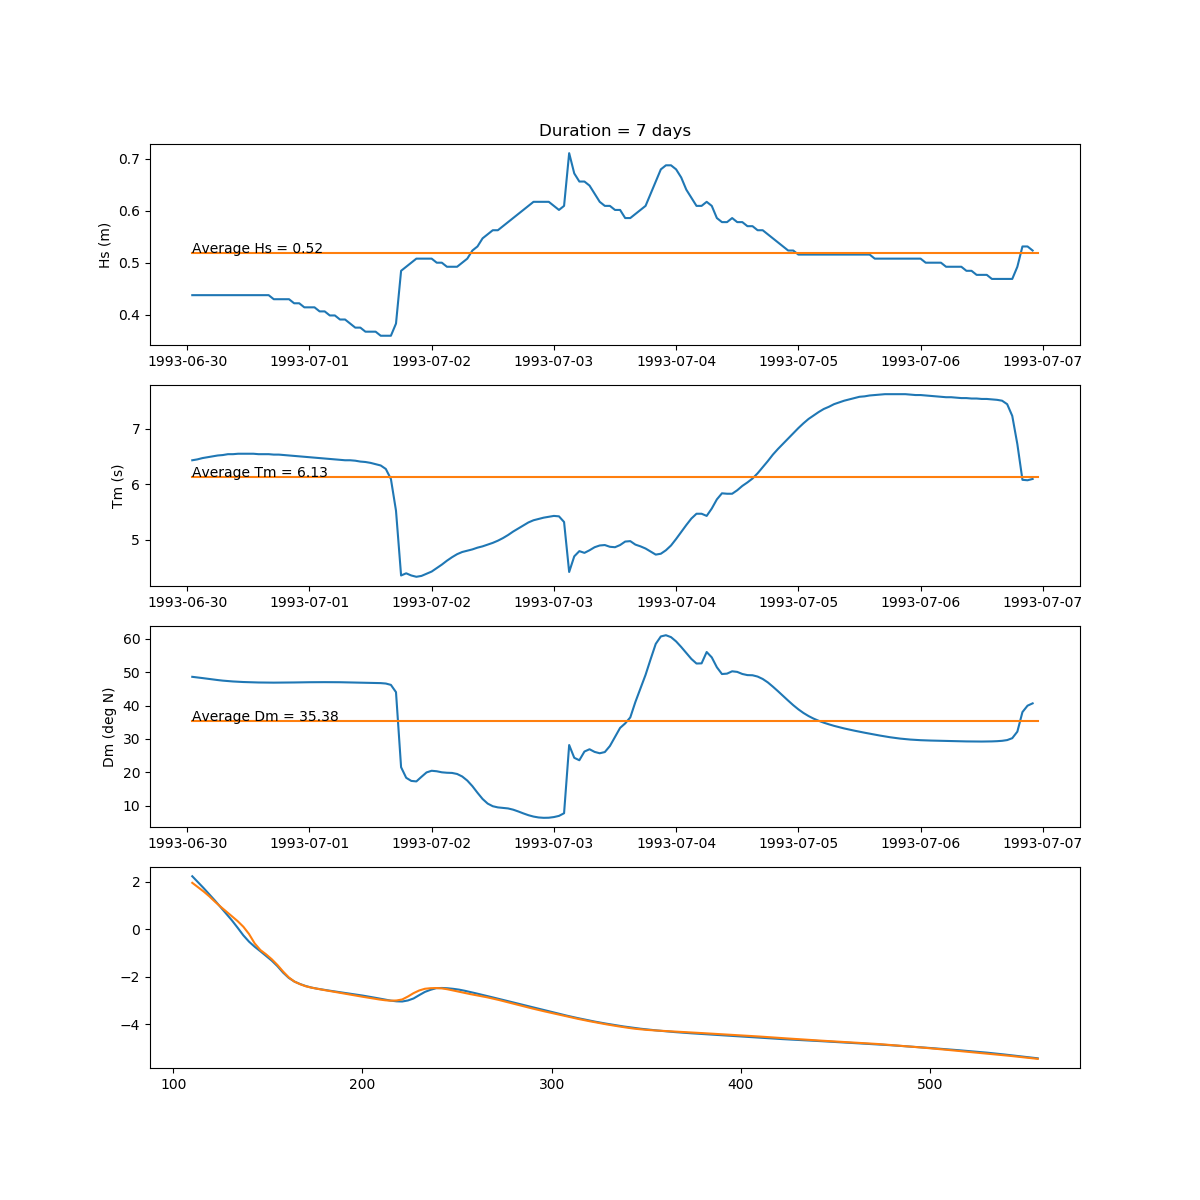 Duration = 7 days
Hs (m)
0.7
0.6
0.5
0.4
Average Hs = 0.52
1993-06-30 1993-07-01 1993-07-02 1993-07-03 1993-07-04 1993-07-05 1993-07-06 1993-07-07
Tm (s)
7
6
5
Average Tm = 6.13
1993-06-30 1993-07-01 1993-07-02 1993-07-03 1993-07-04 1993-07-05 1993-07-06 1993-07-07
Dm (deg N)
60
50
40
30
20
10
Average Dm = 35.38
1993-06-30 1993-07-01 1993-07-02 1993-07-03 1993-07-04 1993-07-05 1993-07-06 1993-07-07
2
0
−2
−4
100 200 300 400 500